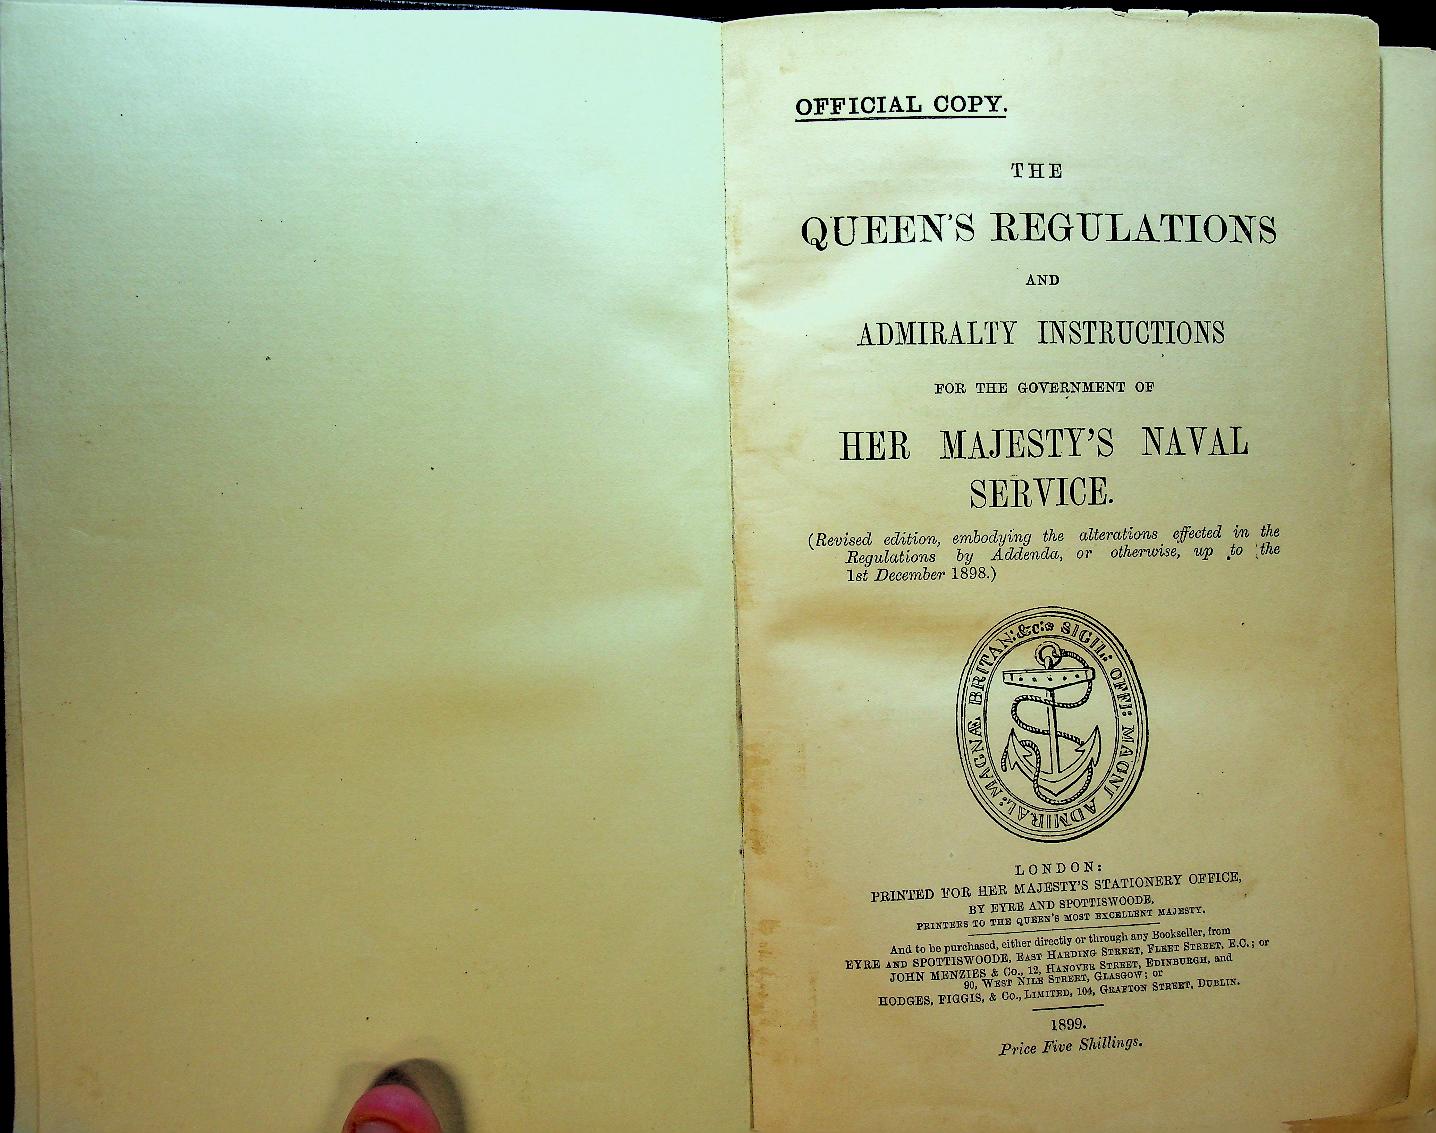 OFFICIAL COPY.
THE
QUEEN'S REGULATIONS
AND
ADMIRALTY INSTRUCTIONS
FOR THE GOVERNMENT OF
HER MAJESTY'S NAVAL
SERVICE.
(Revised edition, embodying the alterations effected in the
Regulations by Addenda, or otherwise, up to the
1st December 1898.)
SIGIL: OFFI: MAGNI ADMIRAL: MAGNÆ BRITAN: &c:
LONDON:
PRINTED FOR HER MAJESTY'S STATIONERY OFFICE,
BY EYRE AND SPOTTISWOODE,
PRINTERS TO THE QUEEN'S MOST EXCELLENT MAJESTY.
And to be purchased, either directly or through any Bookseller, from
EYRE AND SPOTTISWOODE, EAST HARDING STREET, FLEET STREET, E.C.; or
JOHN MENZIES & Co., 12, HANOVER STREET, EDINBURGH, and
90, WEST NILE STREET, GLASGOW; or
HODGES, FIGGIS, & Co., LIMITED, 104, GRAFTON STREET, DUBLIN.
1899.
Price Five Shillings.